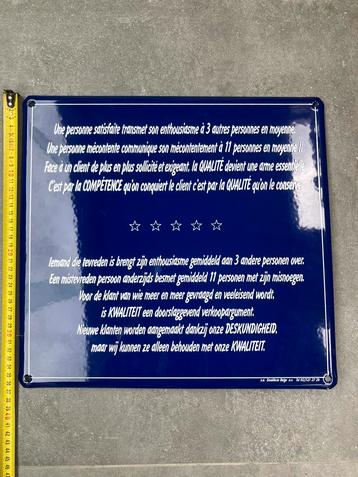 Une personne satisfaite transmet son enthousiasme à 3 autres personnes en moyenne.
Une personne mécontente communique son mécontentement à 11 personnes en moyenne !!
Face à un client de plus en plus sollicité et exigeant, la QUALITÉ devient une arme essentielle.
C'est par la COMPÉTENCE qu'on conquiert le client c'est par la QUALITÉ qu'on le conserve.
☆ ☆ ☆ ☆ ☆
Iemand die tevreden is brengt zijn enthousiasme gemiddeld aan 3 andere personen over.
Een mistevreden persoon anderzijds besmet gemiddeld 11 personen met zijn misnoegen.
Voor de klant van wie meer en meer gevraagd en veeleisend wordt,
is KWALITEIT een doorslaggevend verkoopargument.
Nieuwe klanten worden aangemaakt dankzij onze DESKUNDIGHEID,
maar wij kunnen ze alleen behouden met onze KWALITEIT.